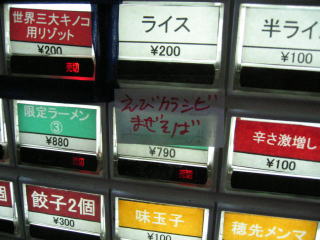 世界三大キノコ
用リゾット
¥200
売切
ライス
¥200
半ライ
¥100
限定ラーメン
③
¥880
売切
えびカラシビ
まぜそば
¥790
売切
辛さ激増し
¥100
餃子2個
¥300
味玉子
¥100
穂先メンマ